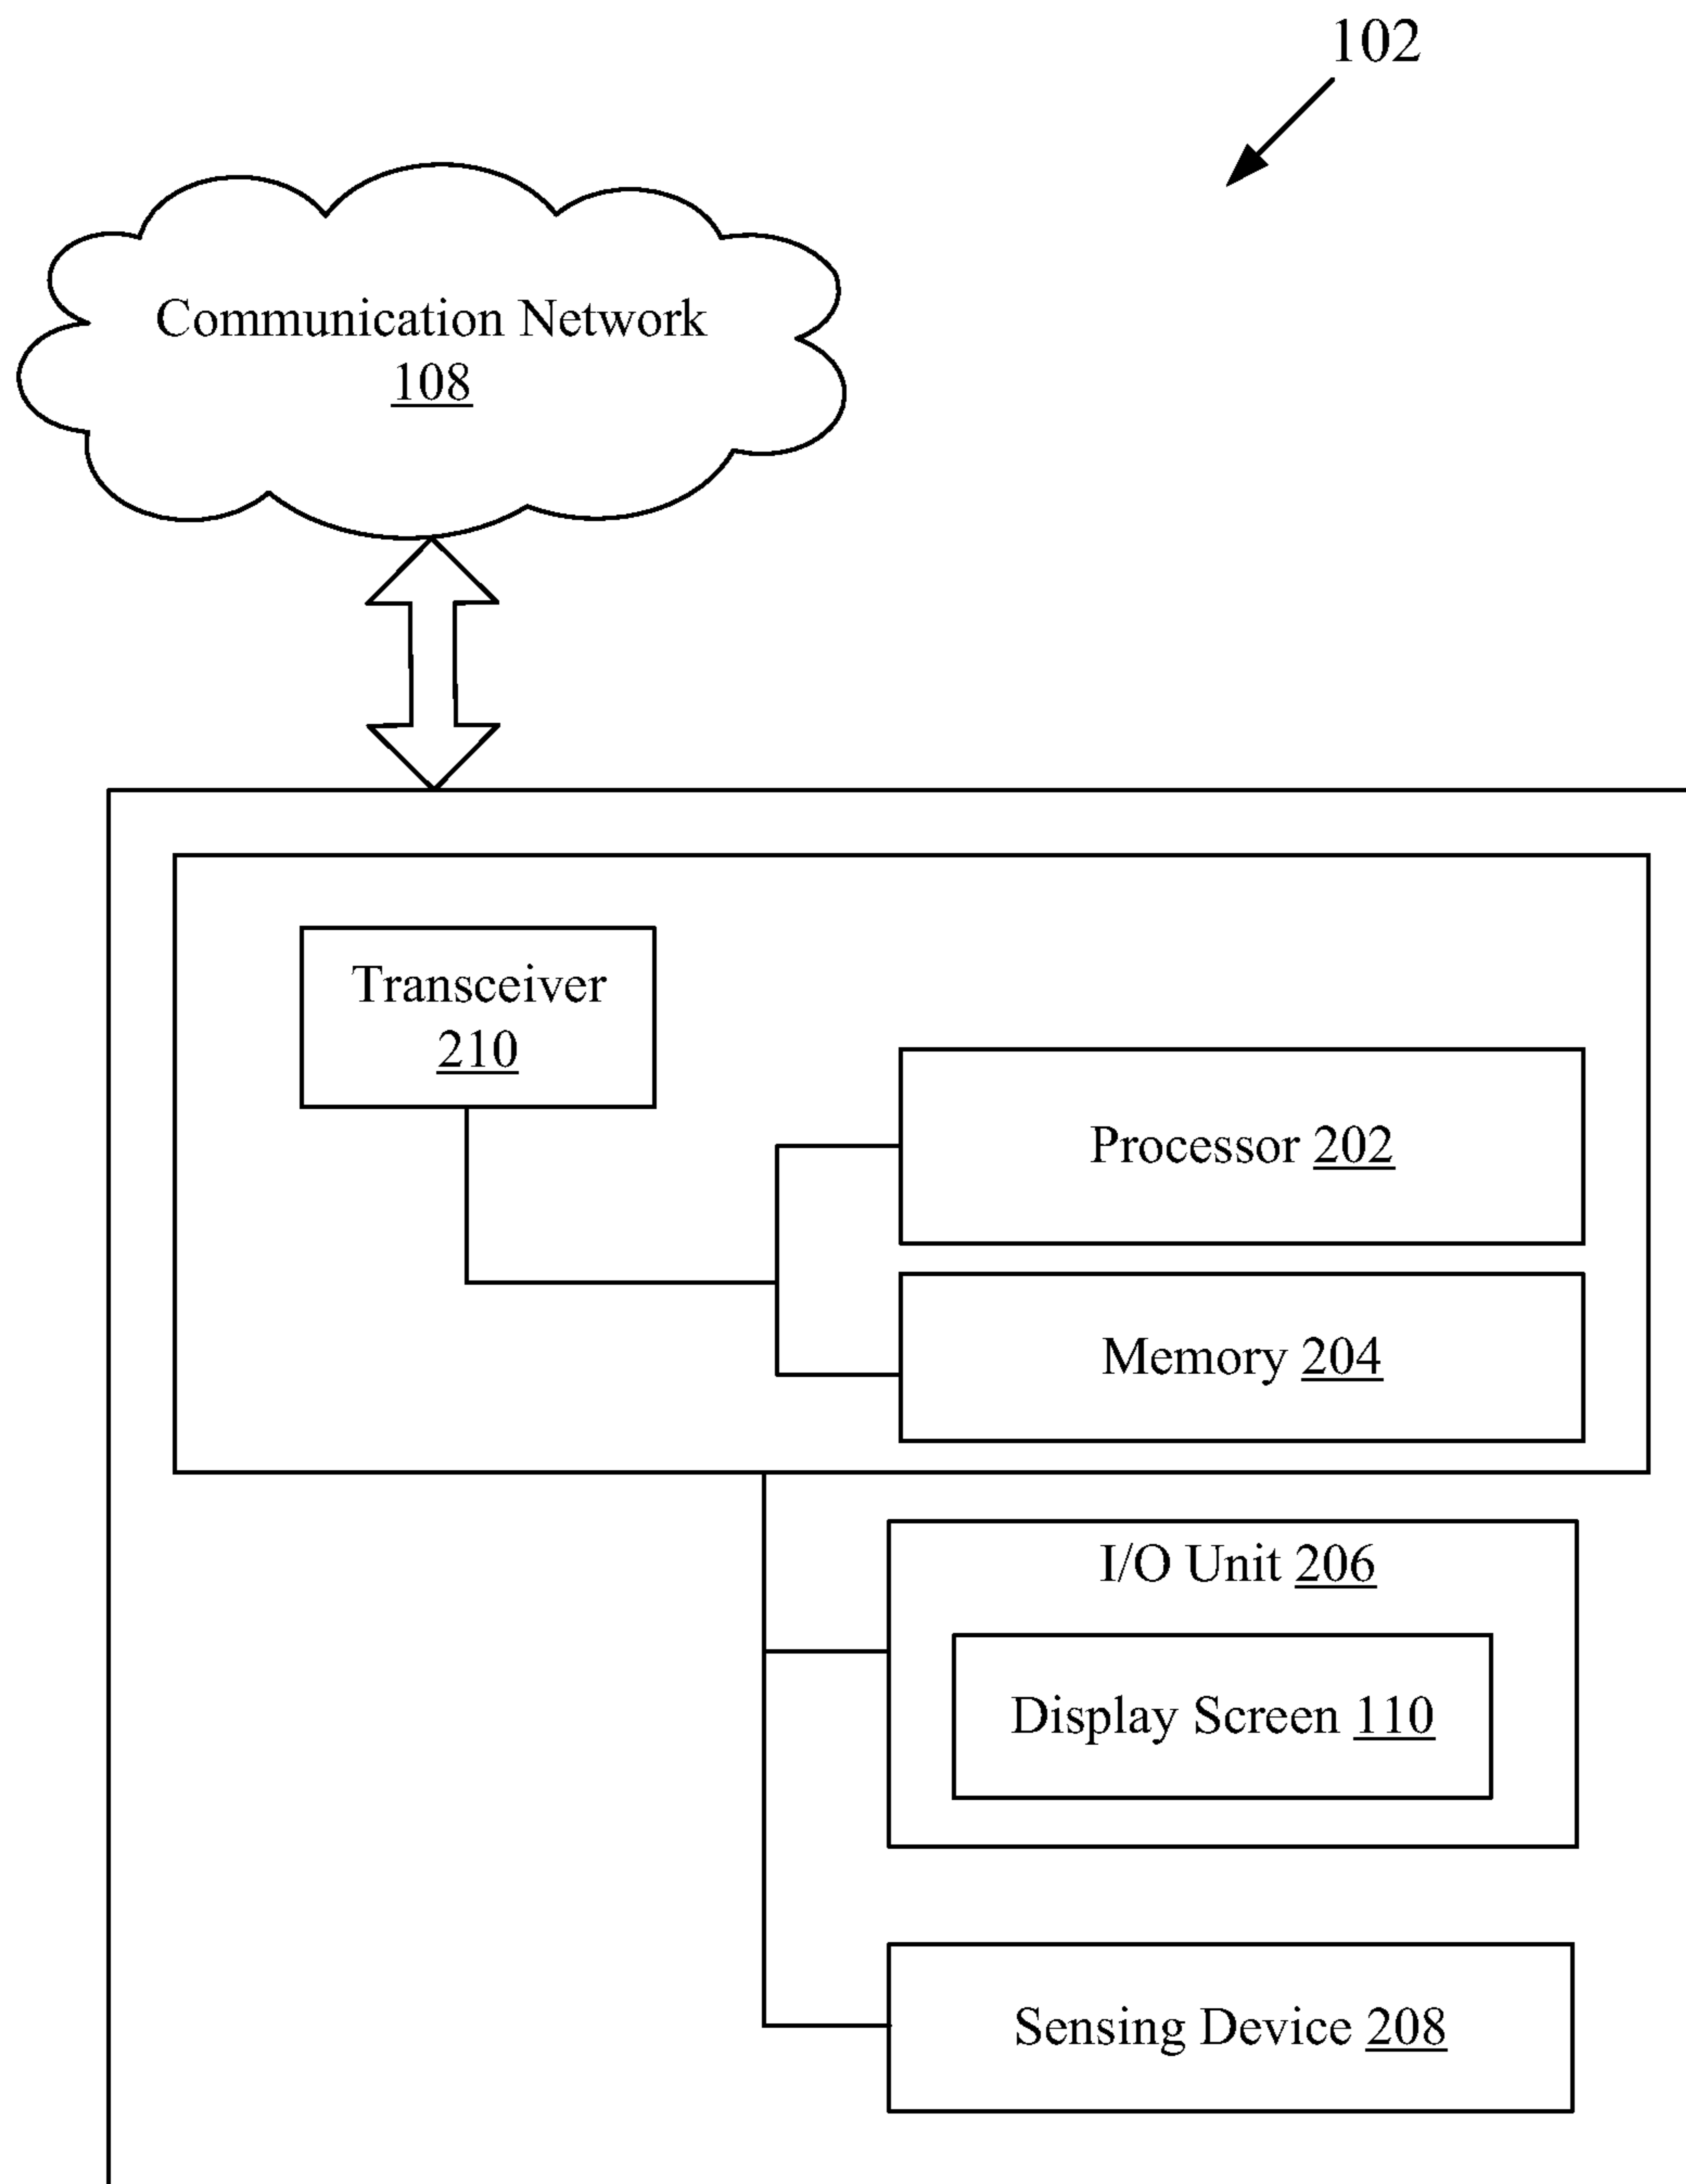 102
Communication Network
108
Transceiver
210
Processor 202
Memory 204
I/O Unit 206
Display Screen 110
Sensing Device 208